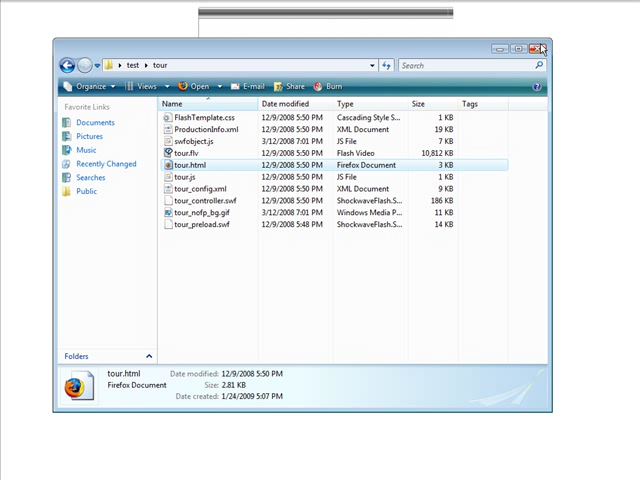 test tour
Search
Organize Views Open E-mail Share Burn
Favorite Links
Documents
Pictures
Music
Recently Changed
Searches
Public
Folders
Name Date modified Type Size Tags
FlashTemplate.css 12/9/2008 5:50 PM Cascading Style S... 1 KB
ProductionInfo.xml 12/9/2008 5:50 PM XML Document 19 KB
swfobject.js 3/12/2008 7:01 PM JS File 7 KB
tour.flv 12/9/2008 5:50 PM Flash Video 10,812 KB
tour.html 12/9/2008 5:50 PM Firefox Document 3 KB
tour.js 12/9/2008 5:50 PM JS File 1 KB
tour_config.xml 12/9/2008 5:50 PM XML Document 9 KB
tour_controller.swf 12/9/2008 5:50 PM ShockwaveFlash.S... 186 KB
tour_nofp_bg.gif 3/12/2008 7:01 PM Windows Media P... 11 KB
tour_preload.swf 12/9/2008 5:48 PM ShockwaveFlash.S... 14 KB
tour.html Date modified: 12/9/2008 5:50 PM
Firefox Document Size: 2.81 KB
Date created: 1/24/2009 5:07 PM